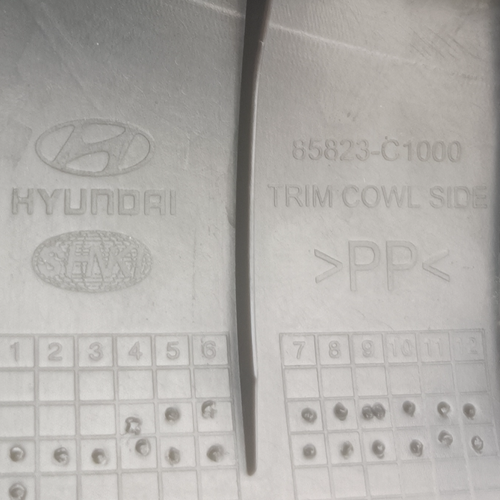 HYUNDAI
85823-C1000
TRIM COWL SIDE
>PP<
1 2 3 4 5 6
7 8 9 10 11 12